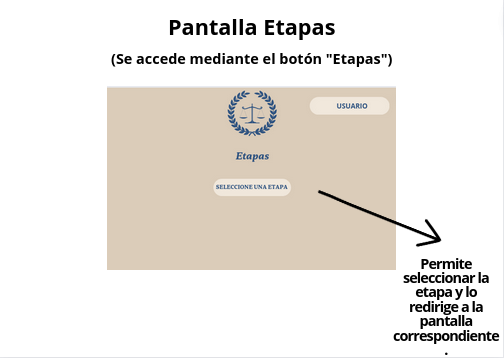 Pantalla Etapas
(Se accede mediante el botón "Etapas")
USUARIO
Etapas
SELECCIONE UNA ETAPA
Permite
seleccionar la
etapa y lo
redirige a la
pantalla
correspondiente
.